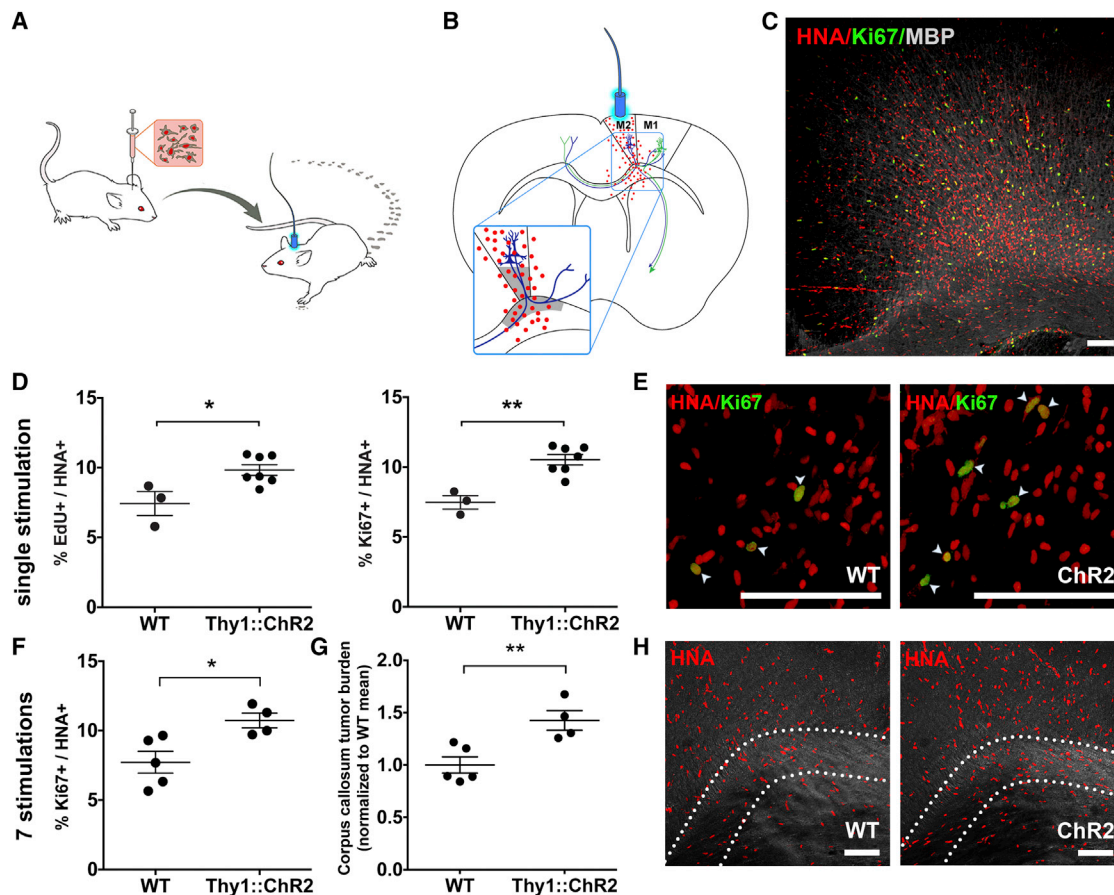 A
B
M2 M1
C
HNA/Ki67/MBP
D
single stimulation
% EdU+ / HNA+
15
10
5
0
WT Thy1::ChR2
*
% Ki67+ / HNA+
15
10
5
0
WT Thy1::ChR2
**
E
HNA/Ki67
WT
HNA/Ki67
ChR2
F
7 stimulations
% Ki67+ / HNA+
15
10
5
0
WT Thy1::ChR2
*
G
Corpus callosum tumor burden
(normalized to WT mean)
2.0
1.5
1.0
0.5
0.0
WT Thy1::ChR2
**
H
HNA
WT
HNA
ChR2